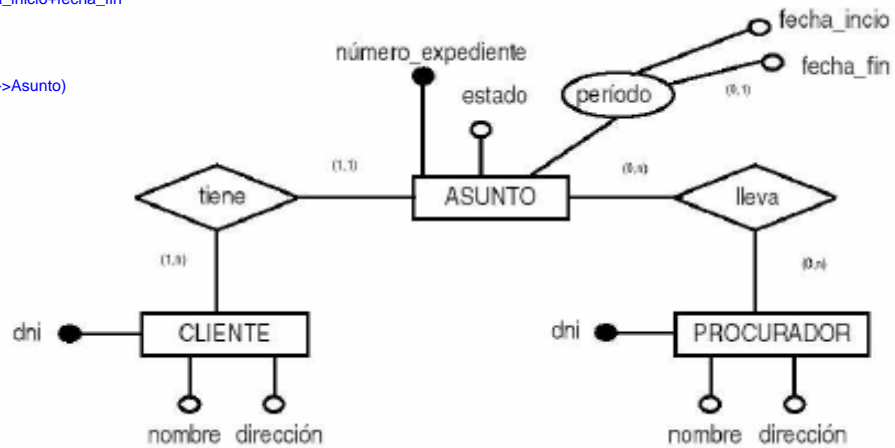 _inicio+fecha_fin
->Asunto)
fecha_incio
fecha_fin
número_expediente
estado
período
(0,1)
tiene
(1,1)
ASUNTO
(0,n)
lleva
(1,n)
(0,n)
dni
CLIENTE
dni
PROCURADOR
nombre dirección
nombre dirección